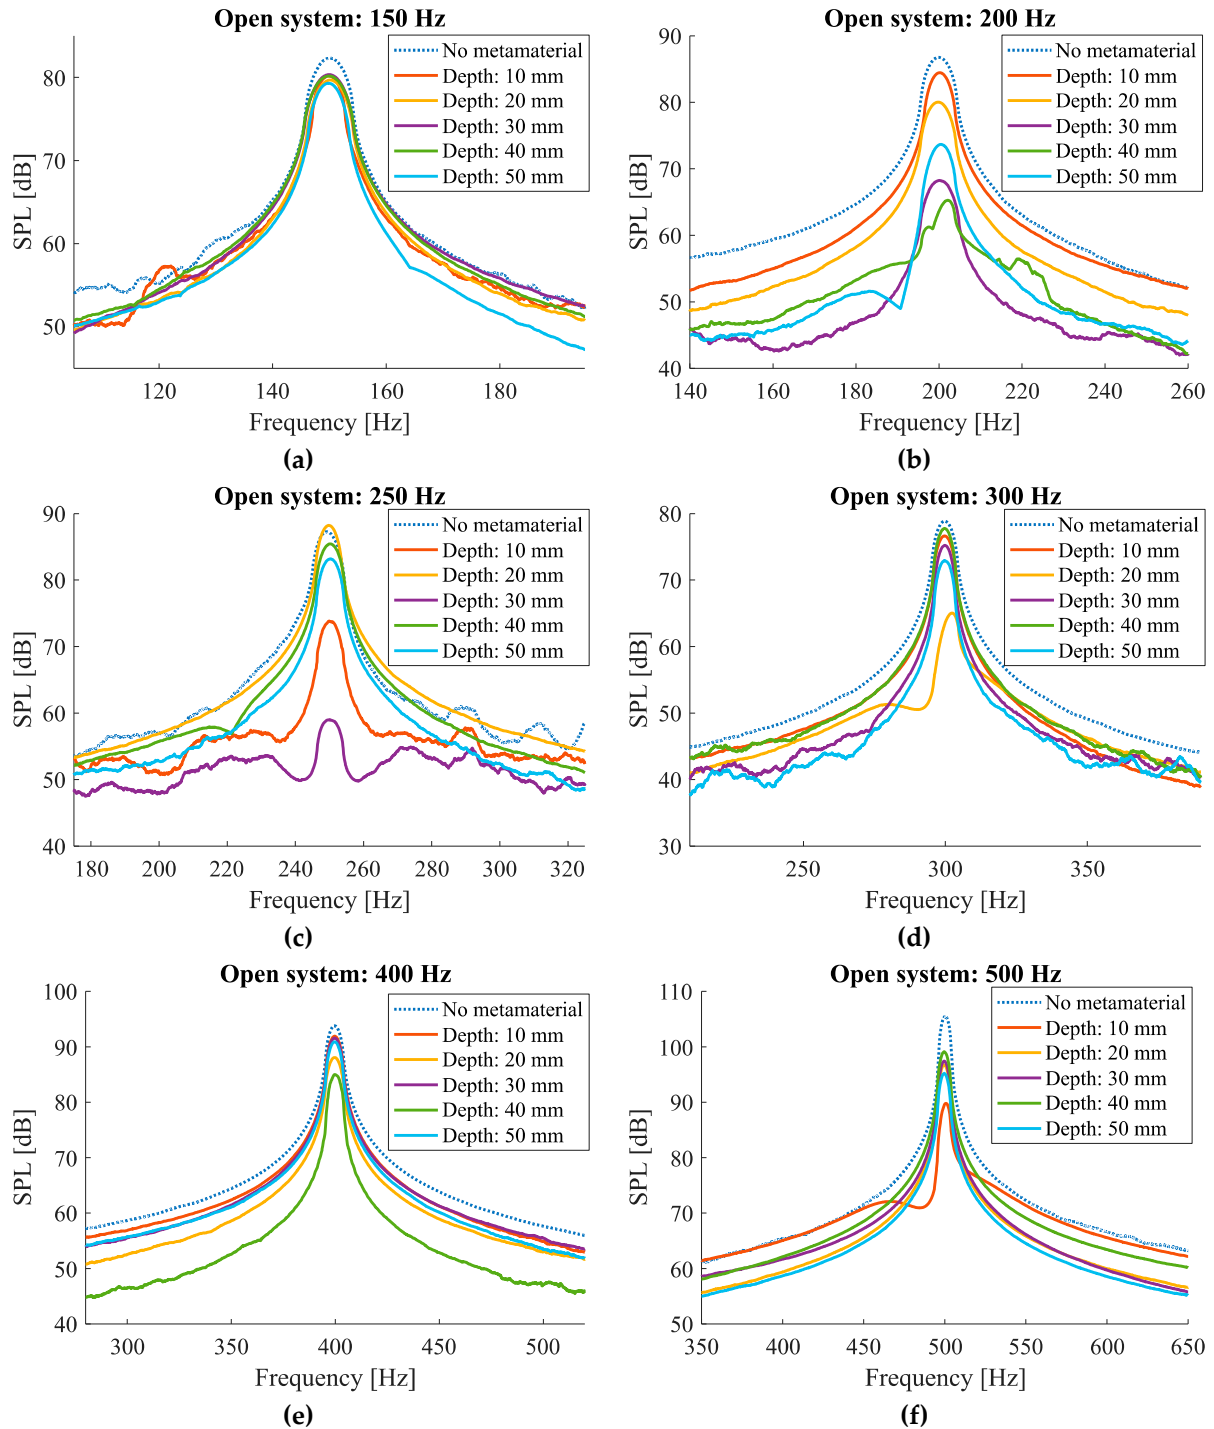 Open system: 150 Hz
No metamaterial
Depth: 10 mm
Depth: 20 mm
Depth: 30 mm
Depth: 40 mm
Depth: 50 mm
80
70
60
50
SPL [dB]
120
140
160
180
Frequency [Hz]
(a)
Open system: 200 Hz
No metamaterial
Depth: 10 mm
Depth: 20 mm
Depth: 30 mm
Depth: 40 mm
Depth: 50 mm
90
80
70
60
50
40
SPL [dB]
140
160
180
200
220
240
260
Frequency [Hz]
(b)
Open system: 250 Hz
No metamaterial
Depth: 10 mm
Depth: 20 mm
Depth: 30 mm
Depth: 40 mm
Depth: 50 mm
90
80
70
60
50
40
SPL [dB]
180
200
220
240
260
280
300
320
Frequency [Hz]
(c)
Open system: 300 Hz
No metamaterial
Depth: 10 mm
Depth: 20 mm
Depth: 30 mm
Depth: 40 mm
Depth: 50 mm
80
70
60
50
40
30
SPL [dB]
250
300
350
Frequency [Hz]
(d)
Open system: 400 Hz
No metamaterial
Depth: 10 mm
Depth: 20 mm
Depth: 30 mm
Depth: 40 mm
Depth: 50 mm
100
90
80
70
60
50
40
SPL [dB]
300
350
400
450
500
Frequency [Hz]
(e)
Open system: 500 Hz
No metamaterial
Depth: 10 mm
Depth: 20 mm
Depth: 30 mm
Depth: 40 mm
Depth: 50 mm
110
100
90
80
70
60
50
SPL [dB]
350
400
450
500
550
600
650
Frequency [Hz]
(f)